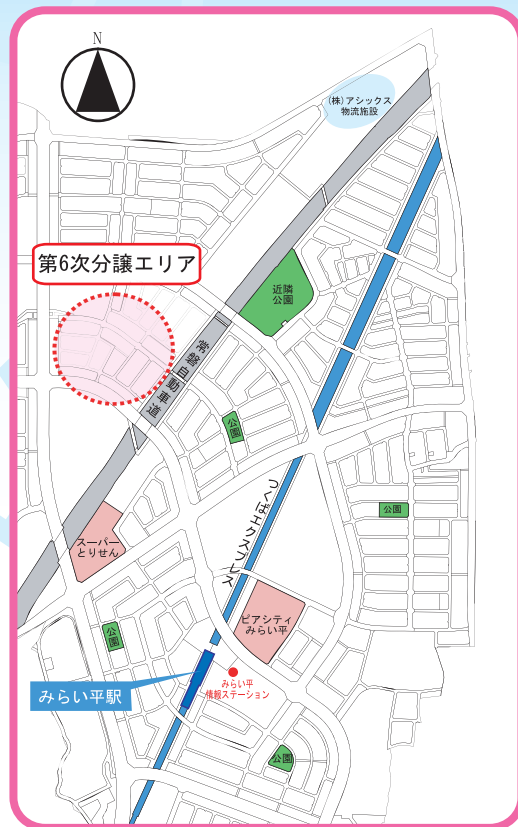 N
(株)アシックス
物流施設
第6次分譲エリア
近隣
公園
常磐自動車道
公園
つくばエクスプレス
公園
スーパー
とりせん
ピアシティ
みらい平
公園
みらい平駅
みらい平
情報ステーション
公園